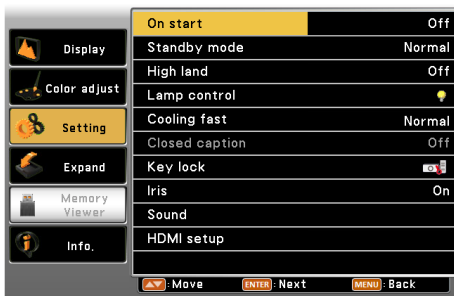 Display
Color adjust
Setting
Expand
Memory
Viewer
Info.
On start Off
Standby mode Normal
High land Off
Lamp control
Cooling fast Normal
Closed caption Off
Key lock
Iris On
Sound
HDMI setup
:Move ENTER :Next MENU :Back